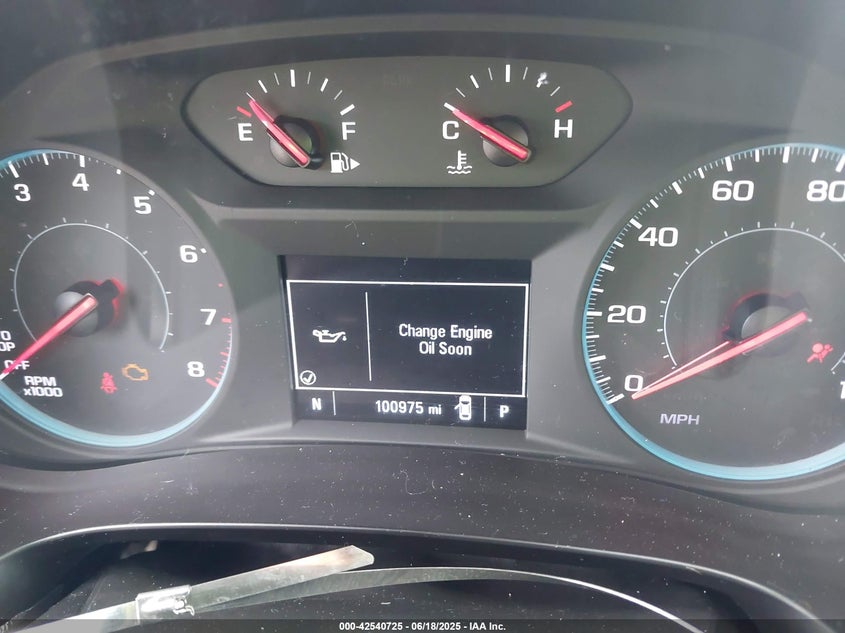 E F
C H
3 4 5 6 7 8
OFF
RPM
x1000
0 20 40 60 80
MPH
Change Engine
Oil Soon
N 100975 mi P
000-42540725 - 06/18/2025 - IAA Inc.